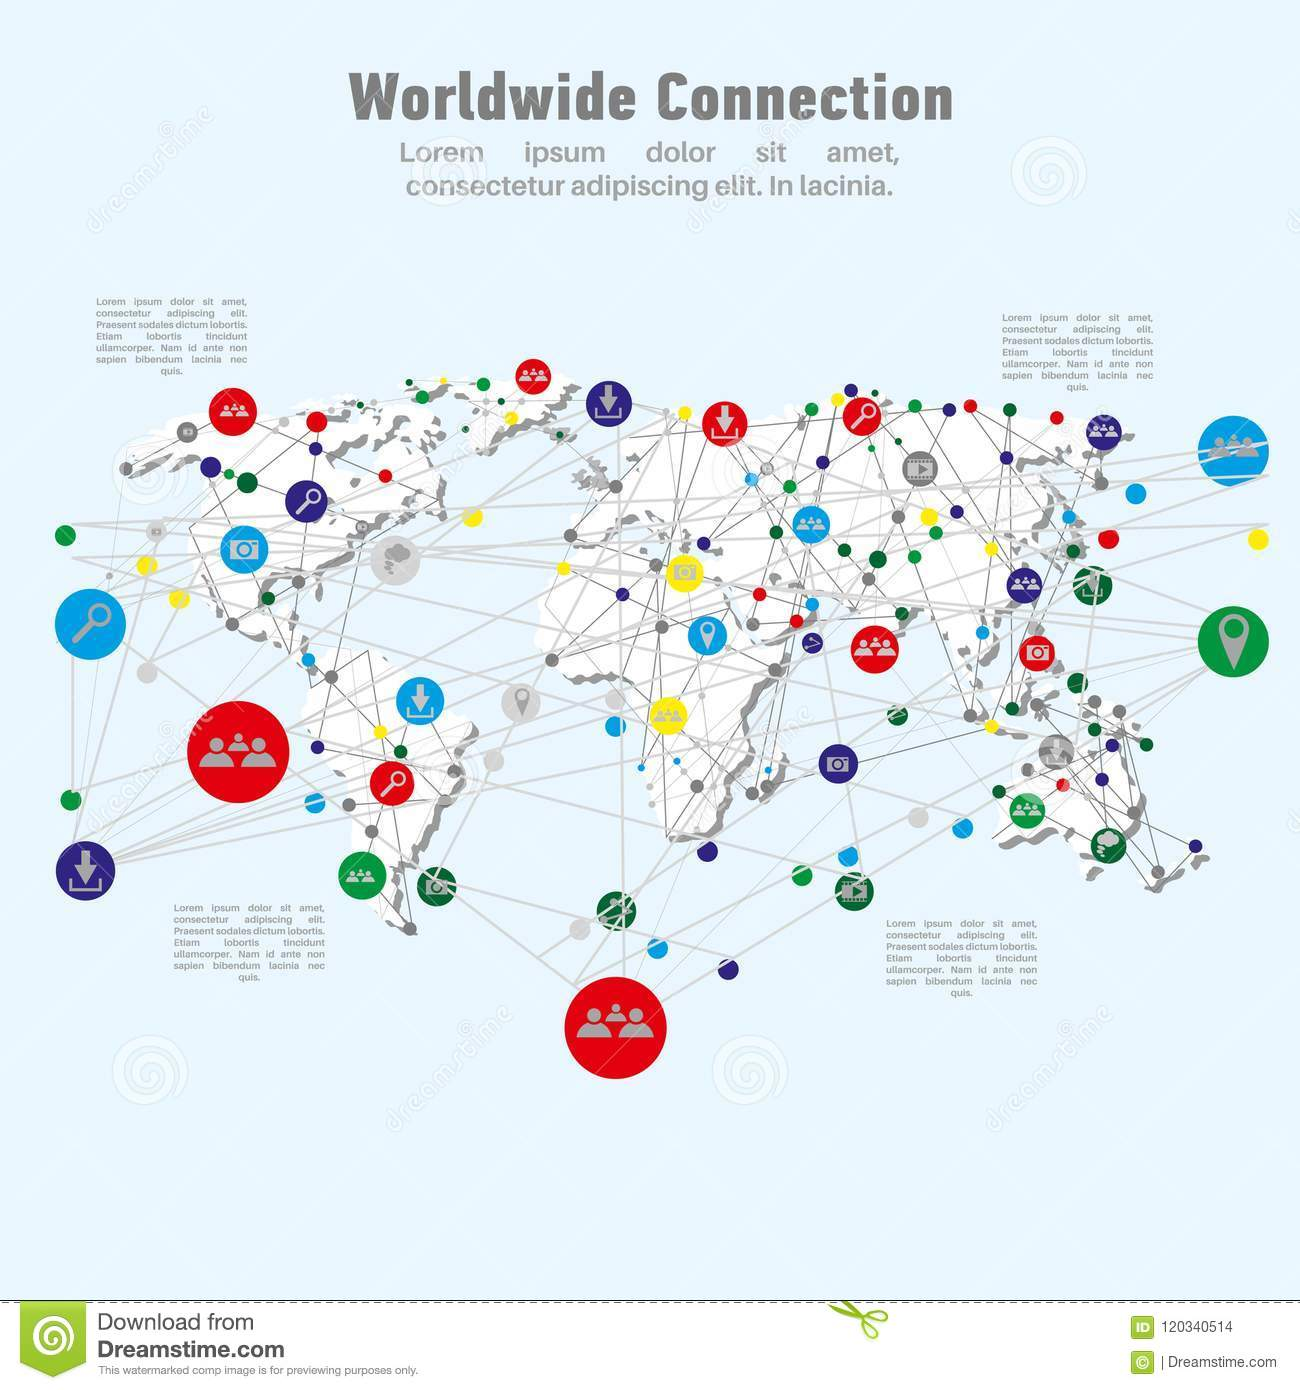 Worldwide Connection
Lorem ipsum dolor sit amet,
consectetur adipiscing elit. In lacinia.
Lorem ipsum dolor sit amet,
consectetur adipiscing elit.
Praesent sodales dictum lobortis.
Etiam lobortis tincidunt
ullamcorper. Nam id ante non
sapien bibendum lacinia nec
quis.
Lorem ipsum dolor sit amet,
consectetur adipiscing elit.
Praesent sodales dictum lobortis.
Etiam lobortis tincidunt
ullamcorper. Nam id ante non
sapien bibendum lacinia nec
quis.
Lorem ipsum dolor sit amet,
consectetur adipiscing elit.
Praesent sodales dictum lobortis.
Etiam lobortis tincidunt
ullamcorper. Nam id ante non
sapien bibendum lacinia nec
quis.
Lorem ipsum dolor sit amet,
consectetur adipiscing elit.
Praesent sodales dictum lobortis.
Etiam lobortis tincidunt
ullamcorper. Nam id ante non
sapien bibendum lacinia nec
quis.
dreamstime
dreamstime
dreamstime
dreamstime
dreamstime
dreamstime
Download from
Dreamstime.com
This watermarked comp image is for previewing purposes only.
ID 120340514
© | Dreamstime.com